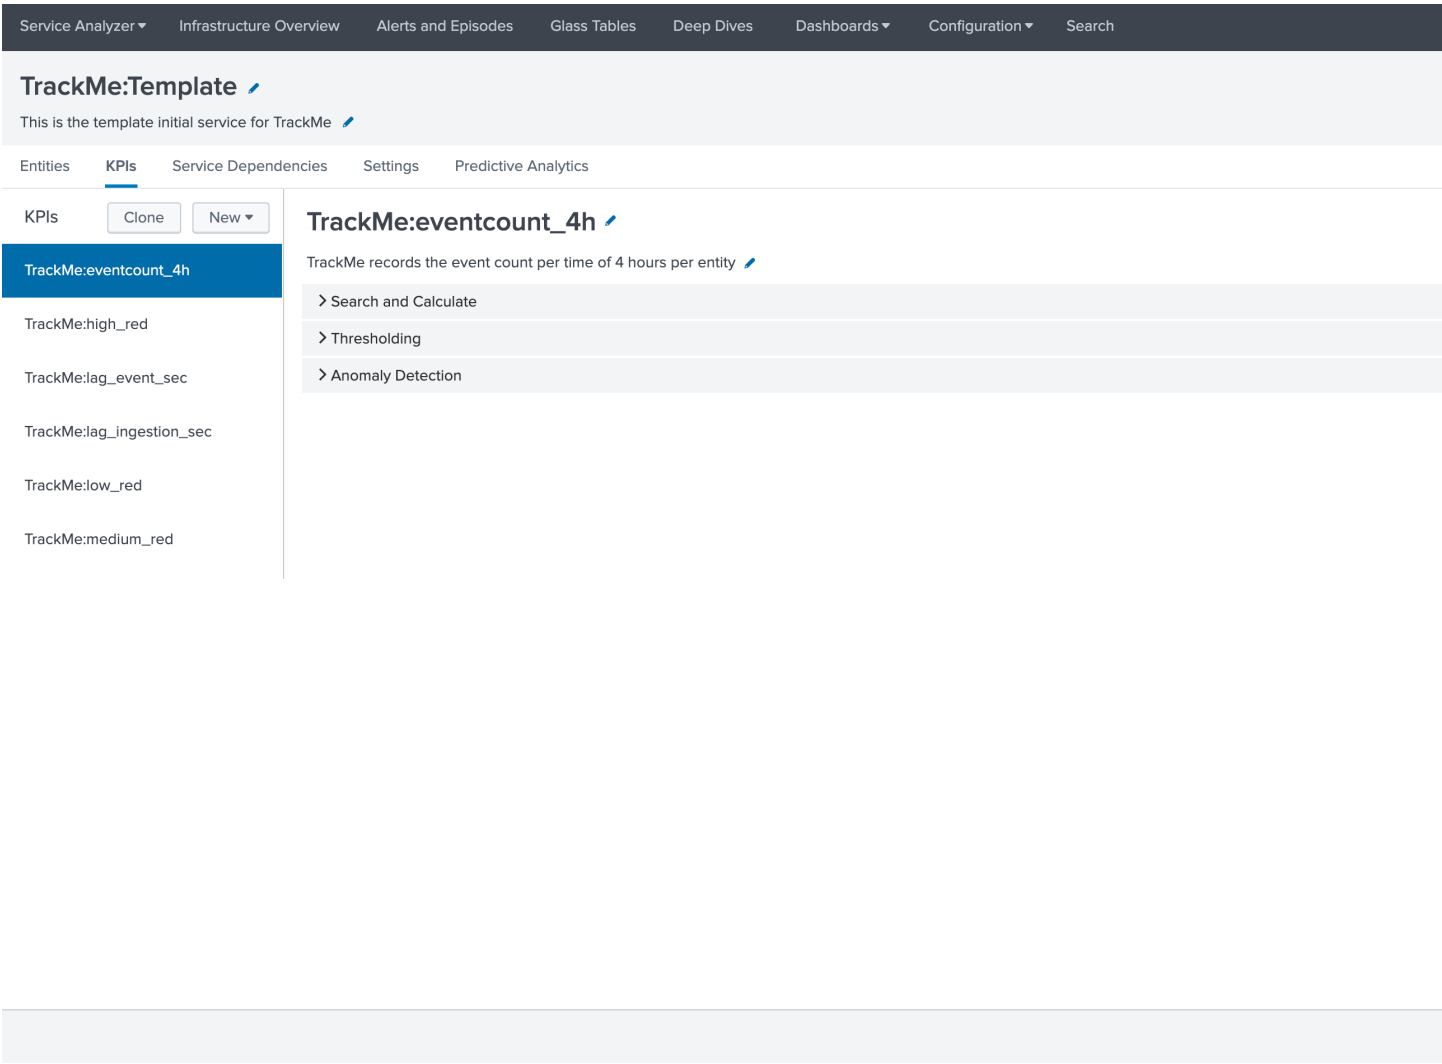 Service Analyzer Infrastructure Overview Alerts and Episodes Glass Tables Deep Dives Dashboards Configuration Search
TrackMe:Template
This is the template initial service for TrackMe
Entities KPIs Service Dependencies Settings Predictive Analytics
KPIs Clone New
TrackMe:eventcount_4h
TrackMe:high_red
TrackMe:lag_event_sec
TrackMe:lag_ingestion_sec
TrackMe:low_red
TrackMe:medium_red
TrackMe:eventcount_4h
TrackMe records the event count per time of 4 hours per entity
Search and Calculate
Thresholding
Anomaly Detection